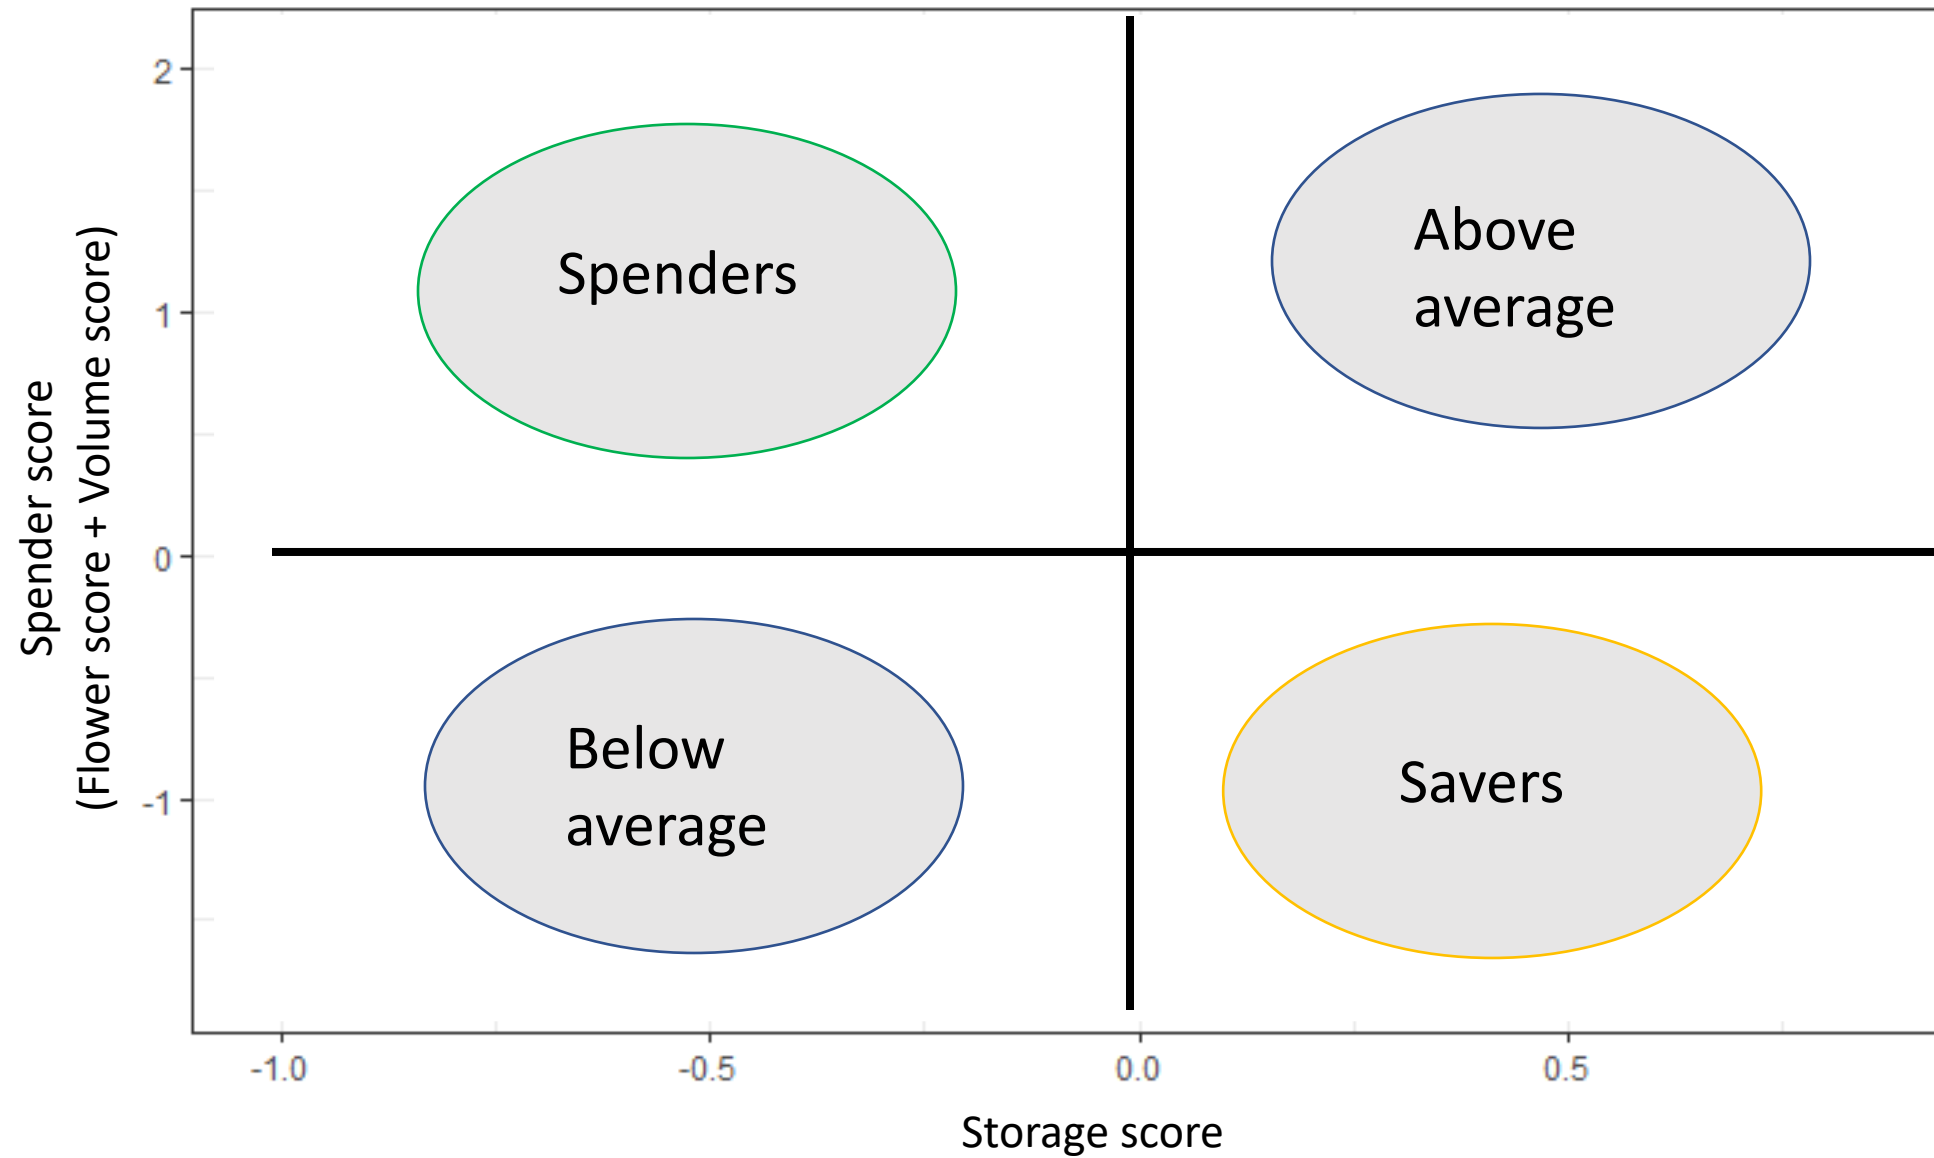 Spender score
(Flower score + Volume score)
2
1
0
-1
Spenders
Above
average
Below
average
Savers
-1.0
-0.5
0.0
0.5
Storage score